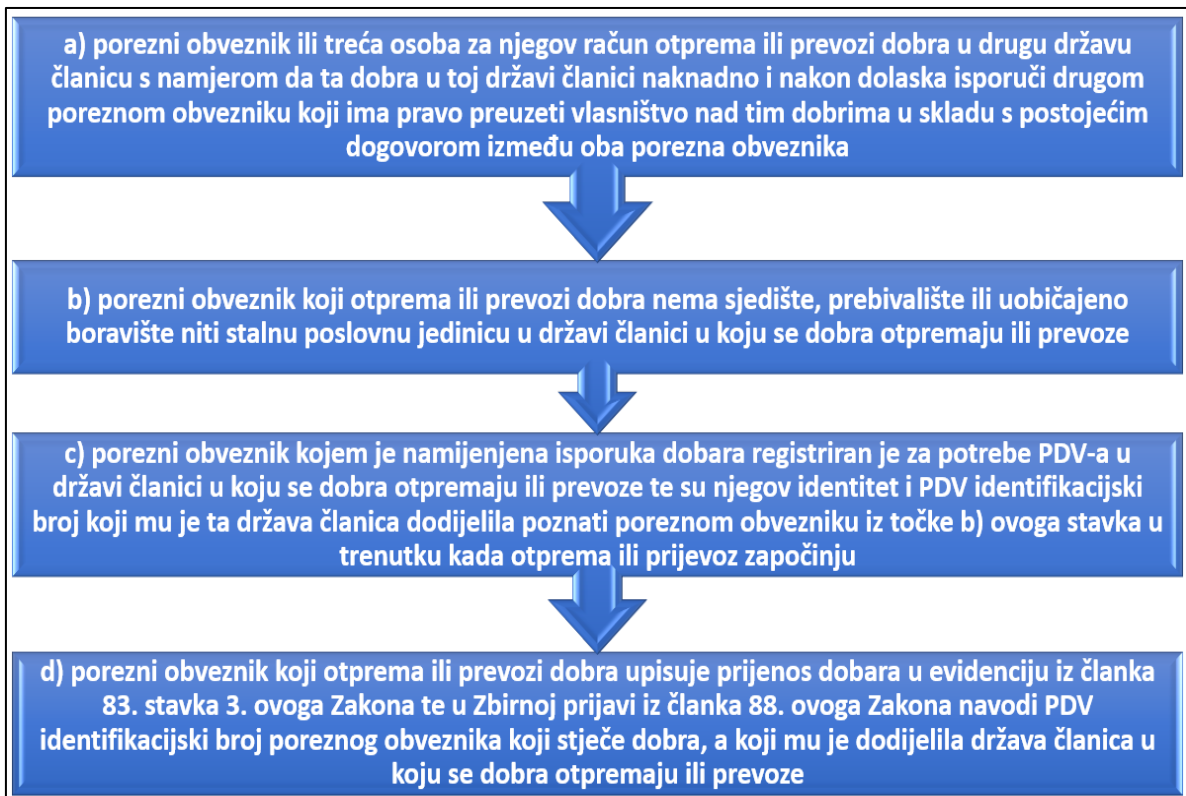 a) porezni obveznik ili treća osoba za njegov račun otprema ili prevozi dobra u drugu državu
članicu s namjerom da ta dobra u toj državi članici naknadno i nakon dolaska isporuči drugom
poreznom obvezniku koji ima pravo preuzeti vlasništvo nad tim dobrima u skladu s postojećim
dogovorom između oba porezna obveznika
b) porezni obveznik koji otprema ili prevozi dobra nema sjedište, prebivalište ili uobičajeno
boravište niti stalnu poslovnu jedinicu u državi članici u koju se dobra otpremaju ili prevoze
c) porezni obveznik kojem je namijenjena isporuka dobara registriran je za potrebe PDV-a u
državi članici u koju se dobra otpremaju ili prevoze te su njegov identitet i PDV identifikacijski
broj koji mu je ta država članica dodijelila poznati poreznom obvezniku iz točke b) ovoga stavka u
trenutku kada otprema ili prijevoz započinju
d) porezni obveznik koji otprema ili prevozi dobra upisuje prijenos dobara u evidenciju iz članka
83. stavka 3. ovoga Zakona te u Zbirnoj prijavi iz članka 88. ovoga Zakona navodi PDV
identifikacijski broj poreznog obveznika koji stječe dobra, a koji mu je dodijelila država članica u
koju se dobra otpremaju ili prevoze